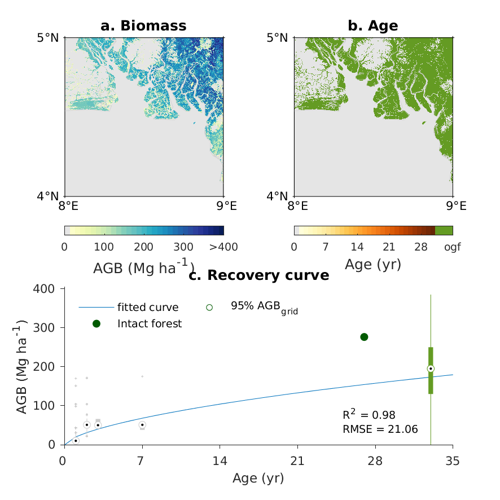 a. Biomass
b. Age
5°N
4°N
8°E
9°E
5°N
4°N
8°E
9°E
0
100
200
300
>400
AGB (Mg ha-1)
0
7
14
21
28
ogf
Age (yr)
c. Recovery curve
400
300
200
100
0
AGB (Mg ha-1)
fitted curve
Intact forest
95% AGBgrid
R2 = 0.98
RMSE = 21.06
0
7
14
21
28
35
Age (yr)